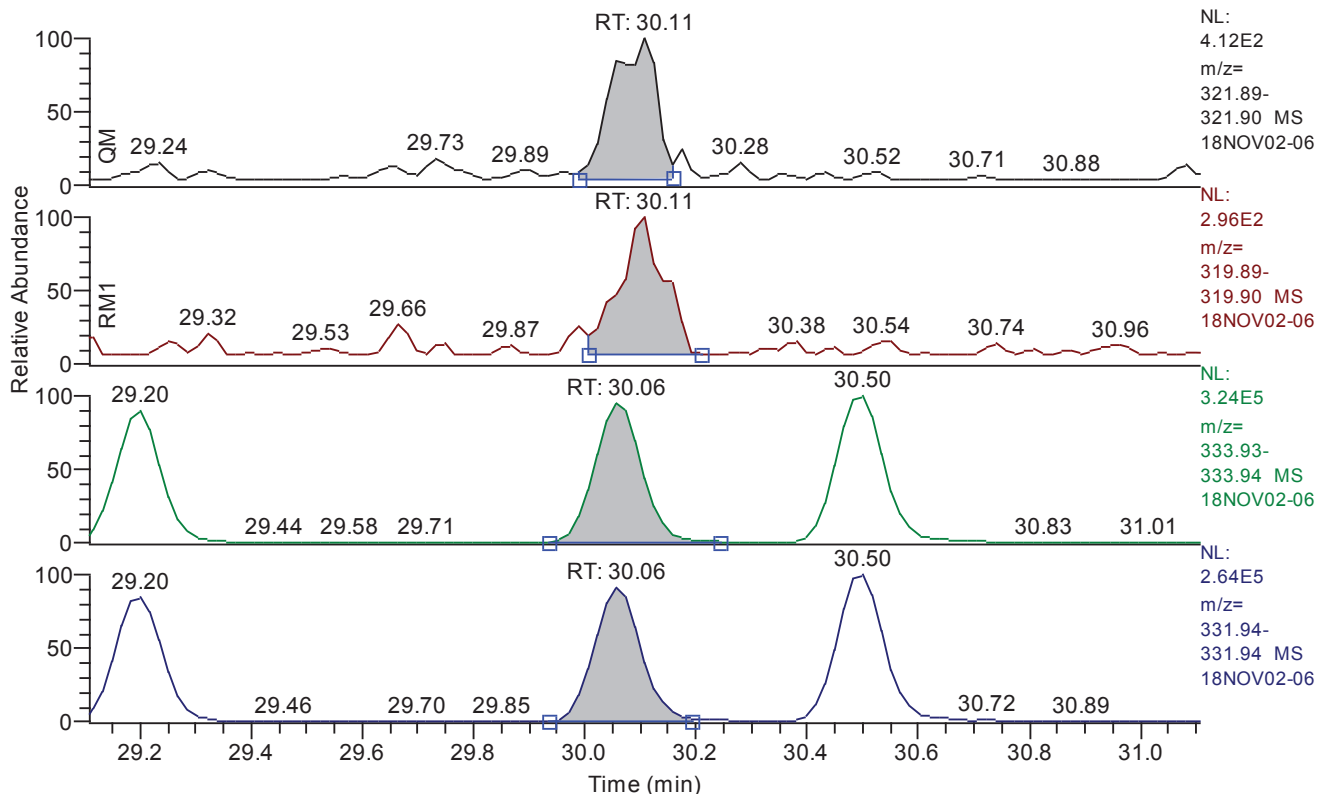 Relative Abundance
RT: 30.11
100
50
0
QM
29.24
29.73
29.89
30.28
30.52
30.71
30.88
NL:
4.12E2
m/z=
321.89-
321.90 MS
18NOV02-06
RT: 30.11
100
50
0
RM1
29.32
29.53
29.66
29.87
30.38
30.54
30.74
30.96
NL:
2.96E2
m/z=
319.89-
319.90 MS
18NOV02-06
RT: 30.06
100
50
0
29.20
29.44
29.58
29.71
30.50
30.83
31.01
NL:
3.24E5
m/z=
333.93-
333.94 MS
18NOV02-06
RT: 30.06
100
50
0
29.20
29.46
29.70
29.85
30.50
30.72
30.89
NL:
2.64E5
m/z=
331.94-
331.94 MS
18NOV02-06
29.2 29.4 29.6 29.8 30.0 30.2 30.4 30.6 30.8 31.0
Time (min)